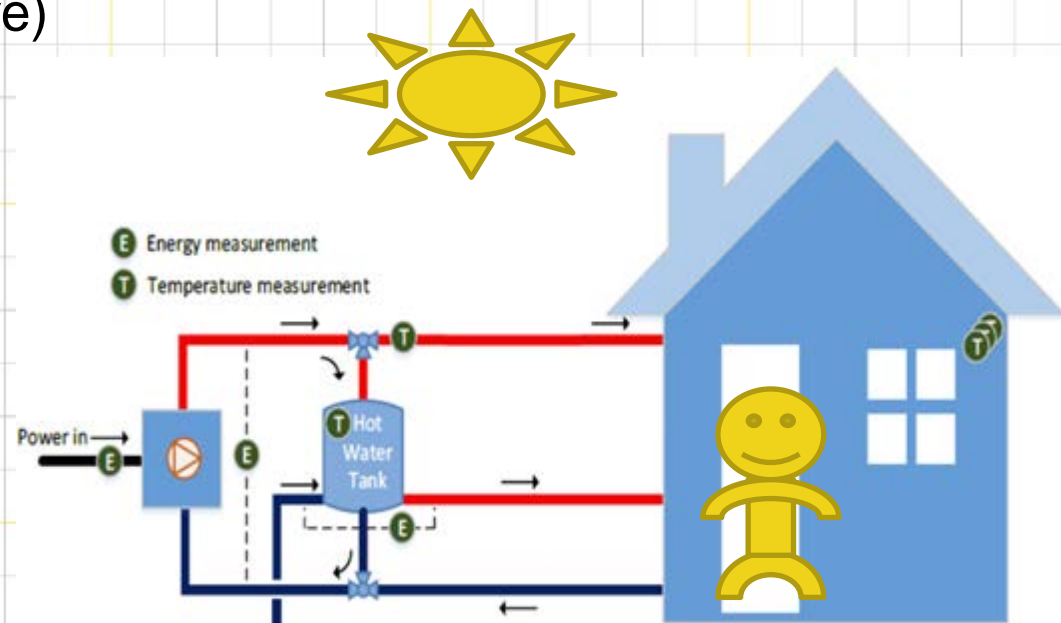 e)
E Energy measurement
T Temperature measurement
T
T
Power in
E
E
T Hot
Water
Tank
E